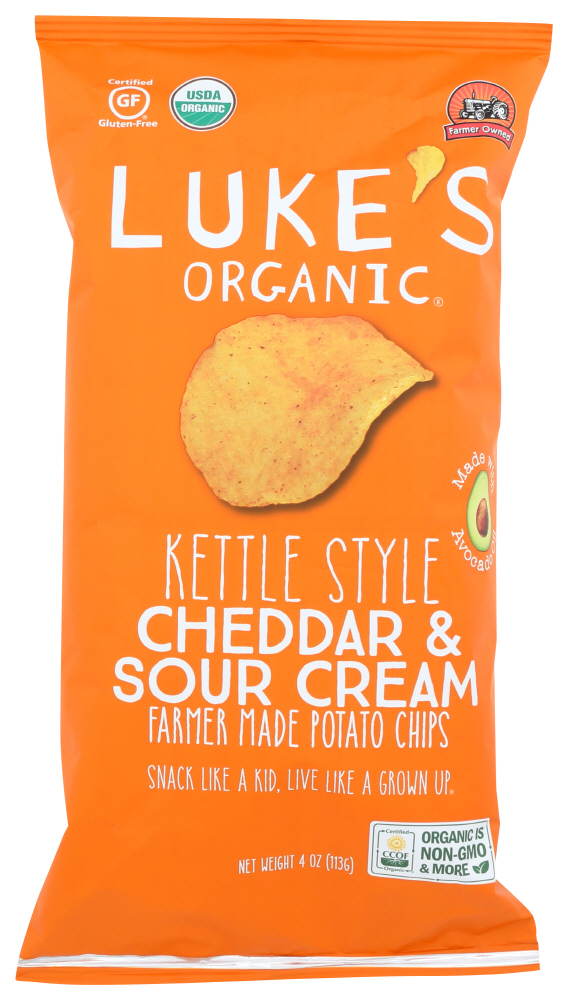 Certified
GF
Gluten-Free
USDA
ORGANIC
Farmer Owned
LUKE'S
ORGANIC®
Made with
Avocado Oil
KETTLE STYLE
CHEDDAR &
SOUR CREAM
FARMER MADE POTATO CHIPS
SNACK LIKE A KID, LIVE LIKE A GROWN UP®
NET WEIGHT 4 OZ (113G)
Certified
CCOF
Organic
ORGANIC IS
NON-GMO
& MORE